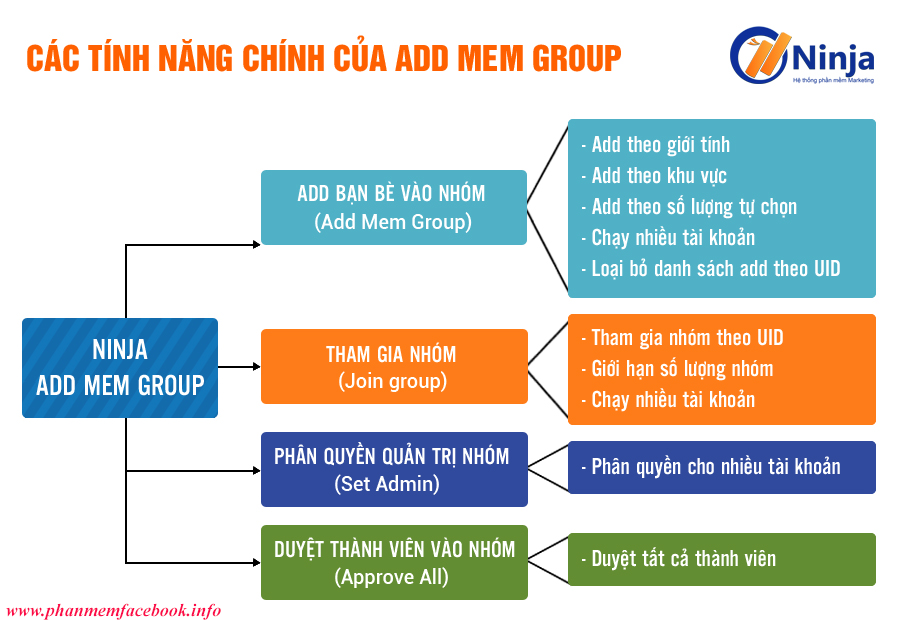 CÁC TÍNH NĂNG CHÍNH CỦA ADD MEM GROUP
Ninja
Hệ thống phần mềm Marketing
NINJA
ADD MEM GROUP
ADD BẠN BÈ VÀO NHÓM
(Add Mem Group)
- Add theo giới tính
- Add theo khu vực
- Add theo số lượng tự chọn
- Chạy nhiều tài khoản
- Loại bỏ danh sách add theo UID
THAM GIA NHÓM
(Join group)
- Tham gia nhóm theo UID
- Giới hạn số lượng nhóm
- Chạy nhiều tài khoản
PHÂN QUYỀN QUẢN TRỊ NHÓM
(Set Admin)
- Phân quyền cho nhiều tài khoản
DUYỆT THÀNH VIÊN VÀO NHÓM
(Approve All)
- Duyệt tất cả thành viên
www.phanmemfacebook.info